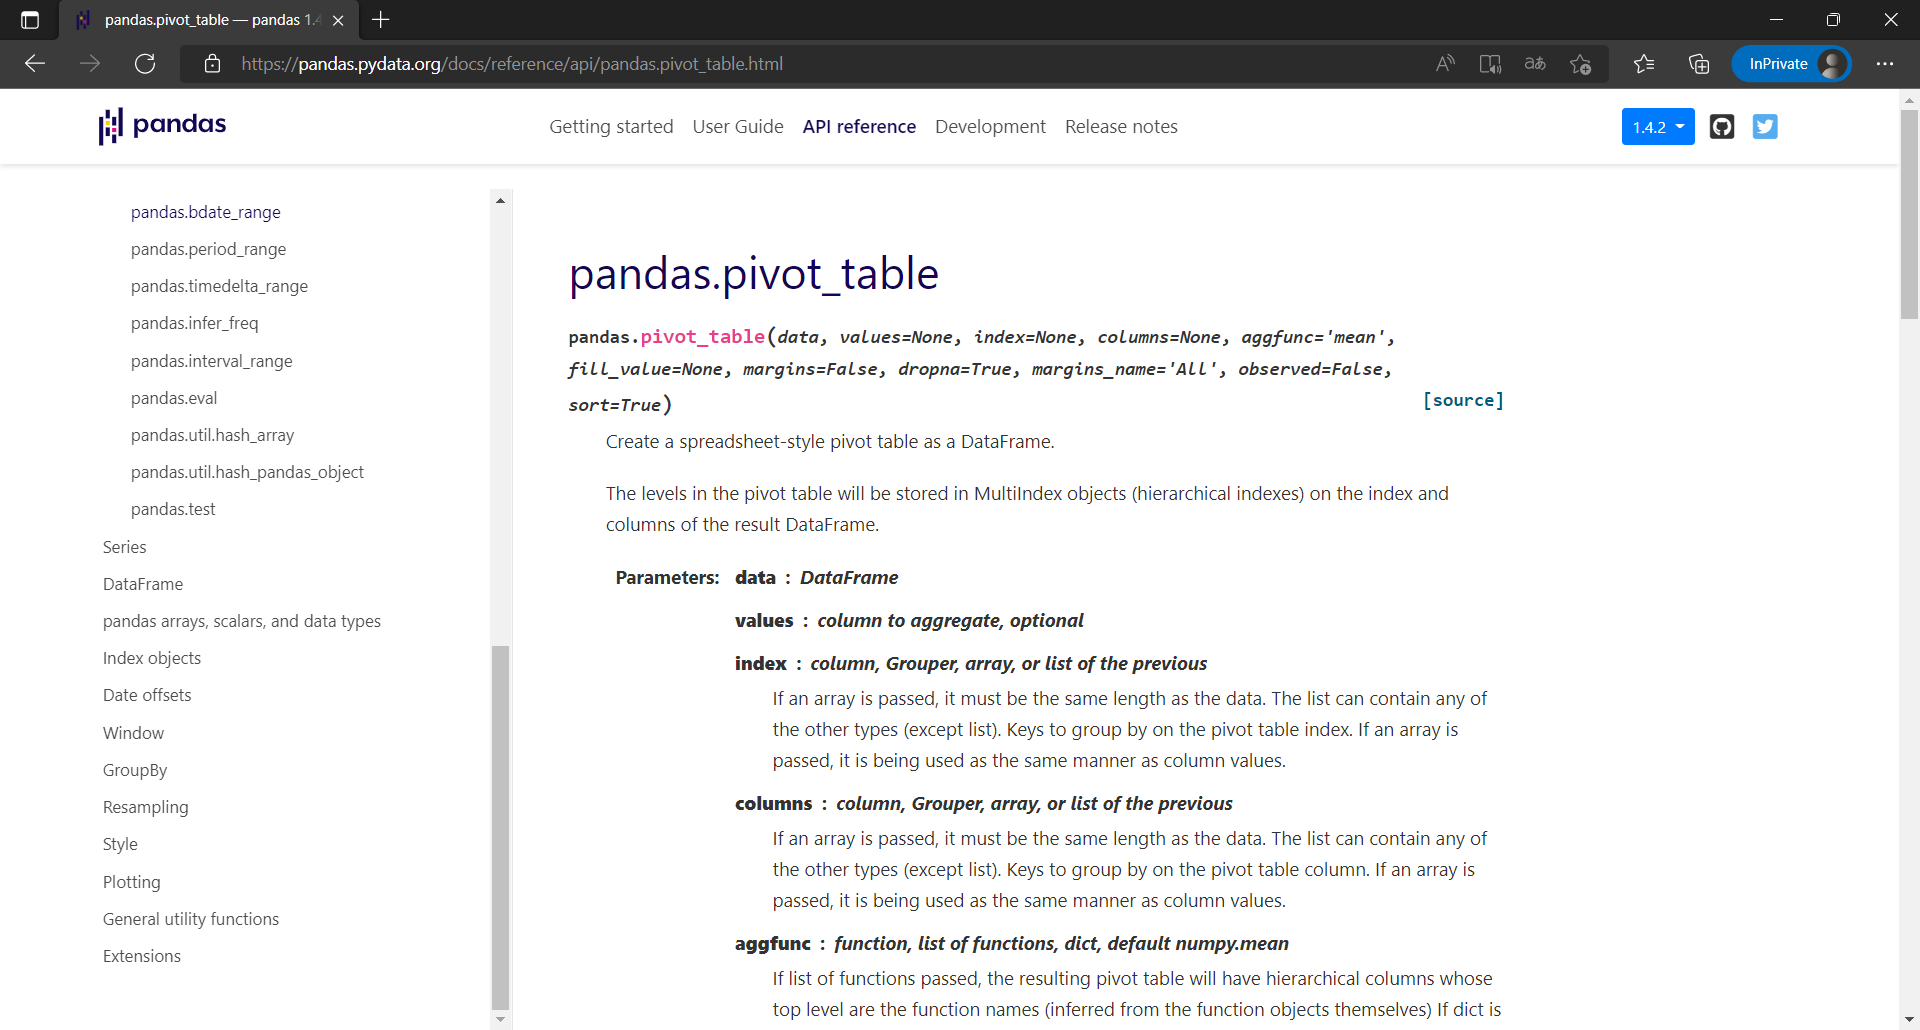 pandas.pivot_table — pandas 1.4
https://pandas.pydata.org/docs/reference/api/pandas.pivot_table.html
InPrivate
pandas
Getting started User Guide API reference Development Release notes
1.4.2
pandas.bdate_range
pandas.period_range
pandas.timedelta_range
pandas.infer_freq
pandas.interval_range
pandas.eval
pandas.util.hash_array
pandas.util.hash_pandas_object
pandas.test
Series
DataFrame
pandas arrays, scalars, and data types
Index objects
Date offsets
Window
GroupBy
Resampling
Style
Plotting
General utility functions
Extensions
pandas.pivot_table
pandas.pivot_table(data, values=None, index=None, columns=None, aggfunc='mean',
fill_value=None, margins=False, dropna=True, margins_name='All', observed=False,
sort=True) [source]
Create a spreadsheet-style pivot table as a DataFrame.
The levels in the pivot table will be stored in MultiIndex objects (hierarchical indexes) on the index and
columns of the result DataFrame.
Parameters: data : DataFrame
values : column to aggregate, optional
index : column, Grouper, array, or list of the previous
If an array is passed, it must be the same length as the data. The list can contain any of
the other types (except list). Keys to group by on the pivot table index. If an array is
passed, it is being used as the same manner as column values.
columns : column, Grouper, array, or list of the previous
If an array is passed, it must be the same length as the data. The list can contain any of
the other types (except list). Keys to group by on the pivot table column. If an array is
passed, it is being used as the same manner as column values.
aggfunc : function, list of functions, dict, default numpy.mean
If list of functions passed, the resulting pivot table will have hierarchical columns whose
top level are the function names (inferred from the function objects themselves) If dict is